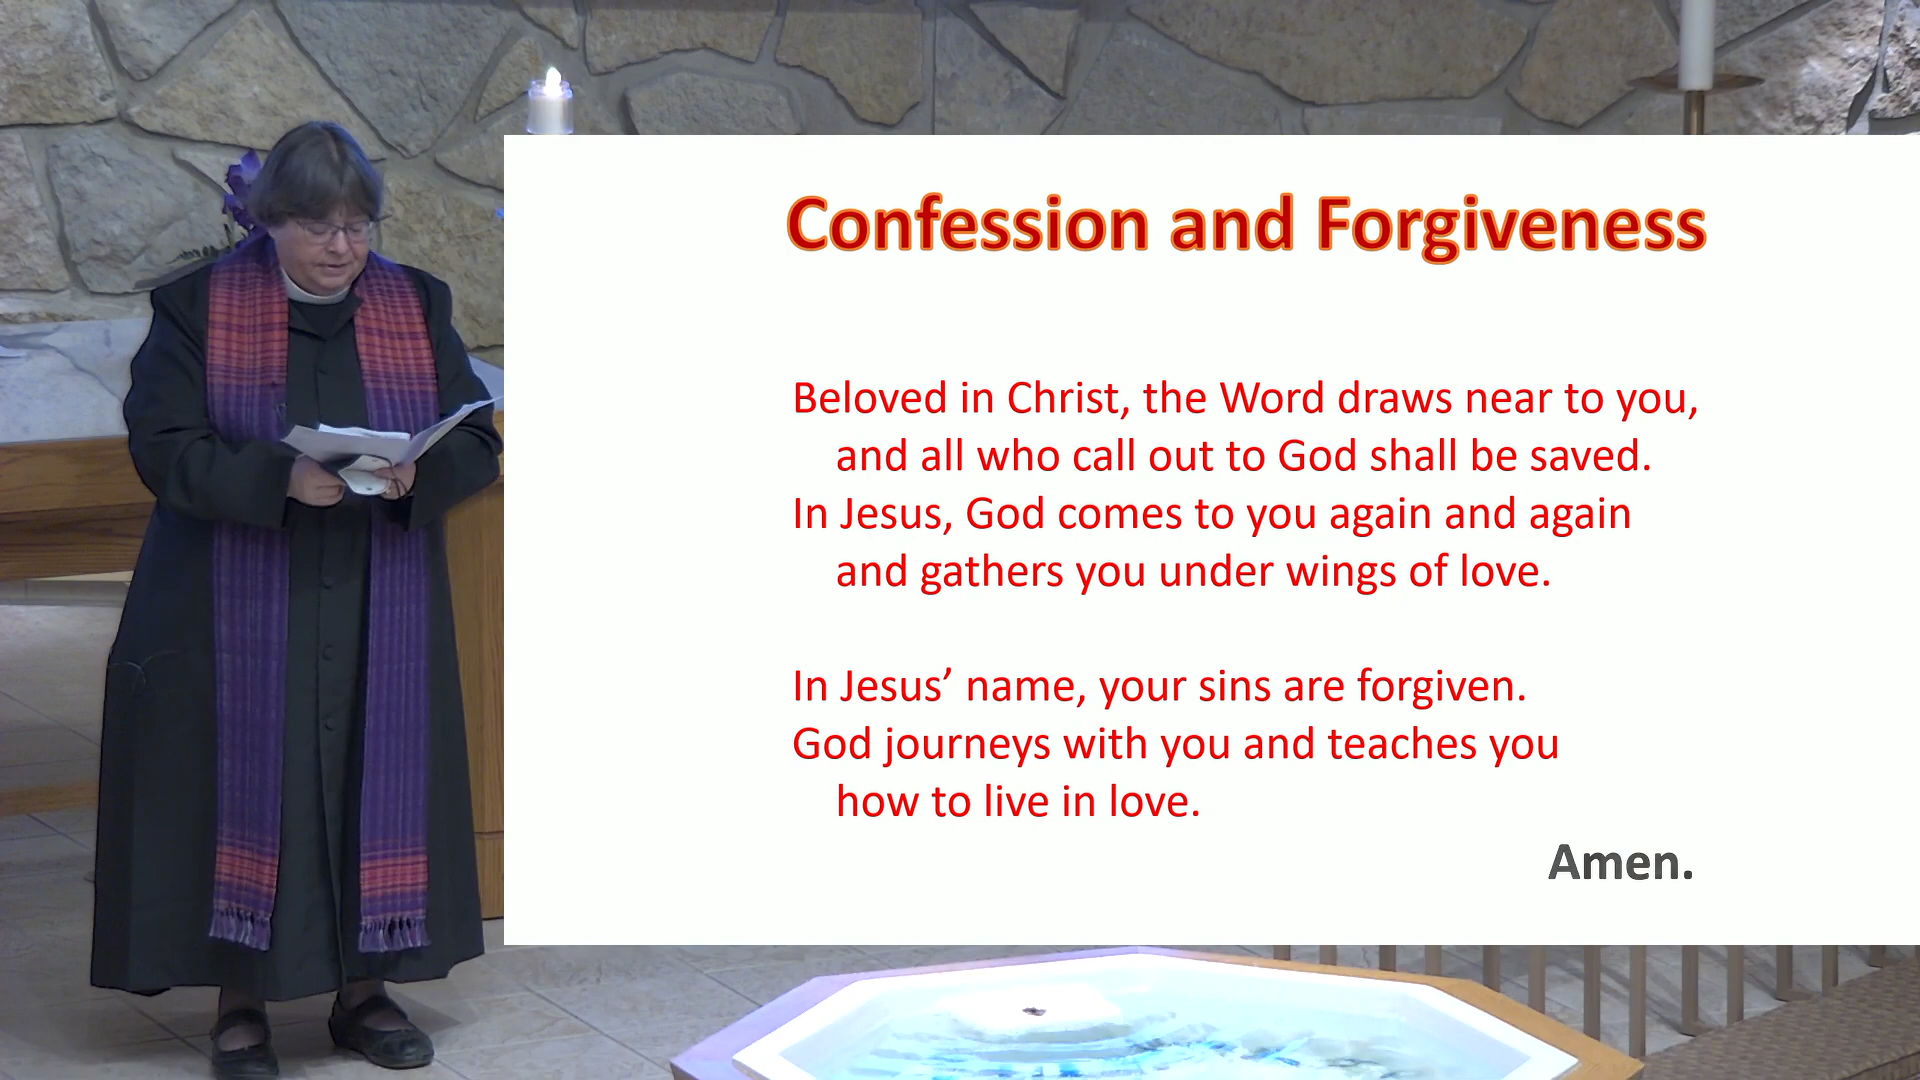 Confession and Forgiveness
Beloved in Christ, the Word draws near to you,
and all who call out to God shall be saved.
In Jesus, God comes to you again and again
and gathers you under wings of love.
In Jesus’ name, your sins are forgiven.
God journeys with you and teaches you
how to live in love.
Amen.